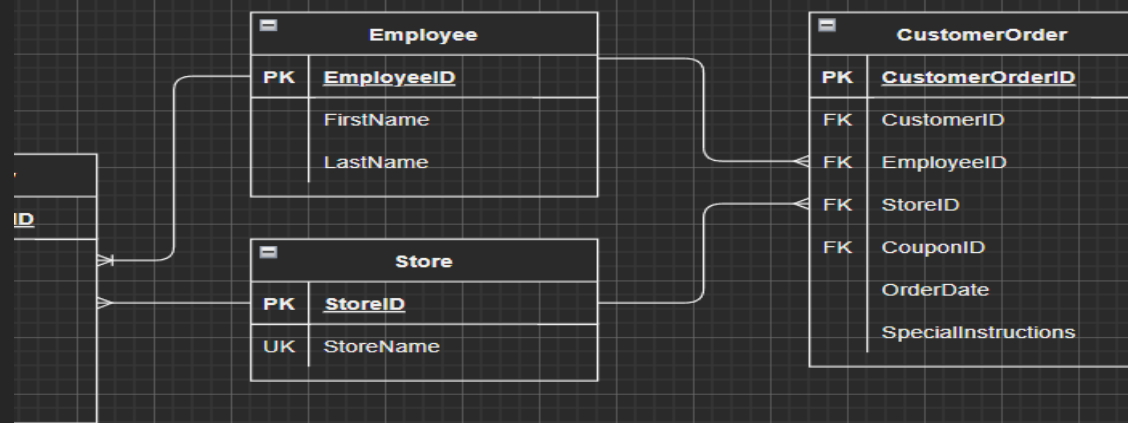 ID
Employee
PK EmployeeID
FirstName
LastName
Store
PK StoreID
UK StoreName
CustomerOrder
PK CustomerOrderID
FK CustomerID
FK EmployeeID
FK StoreID
FK CouponID
OrderDate
SpecialInstructions